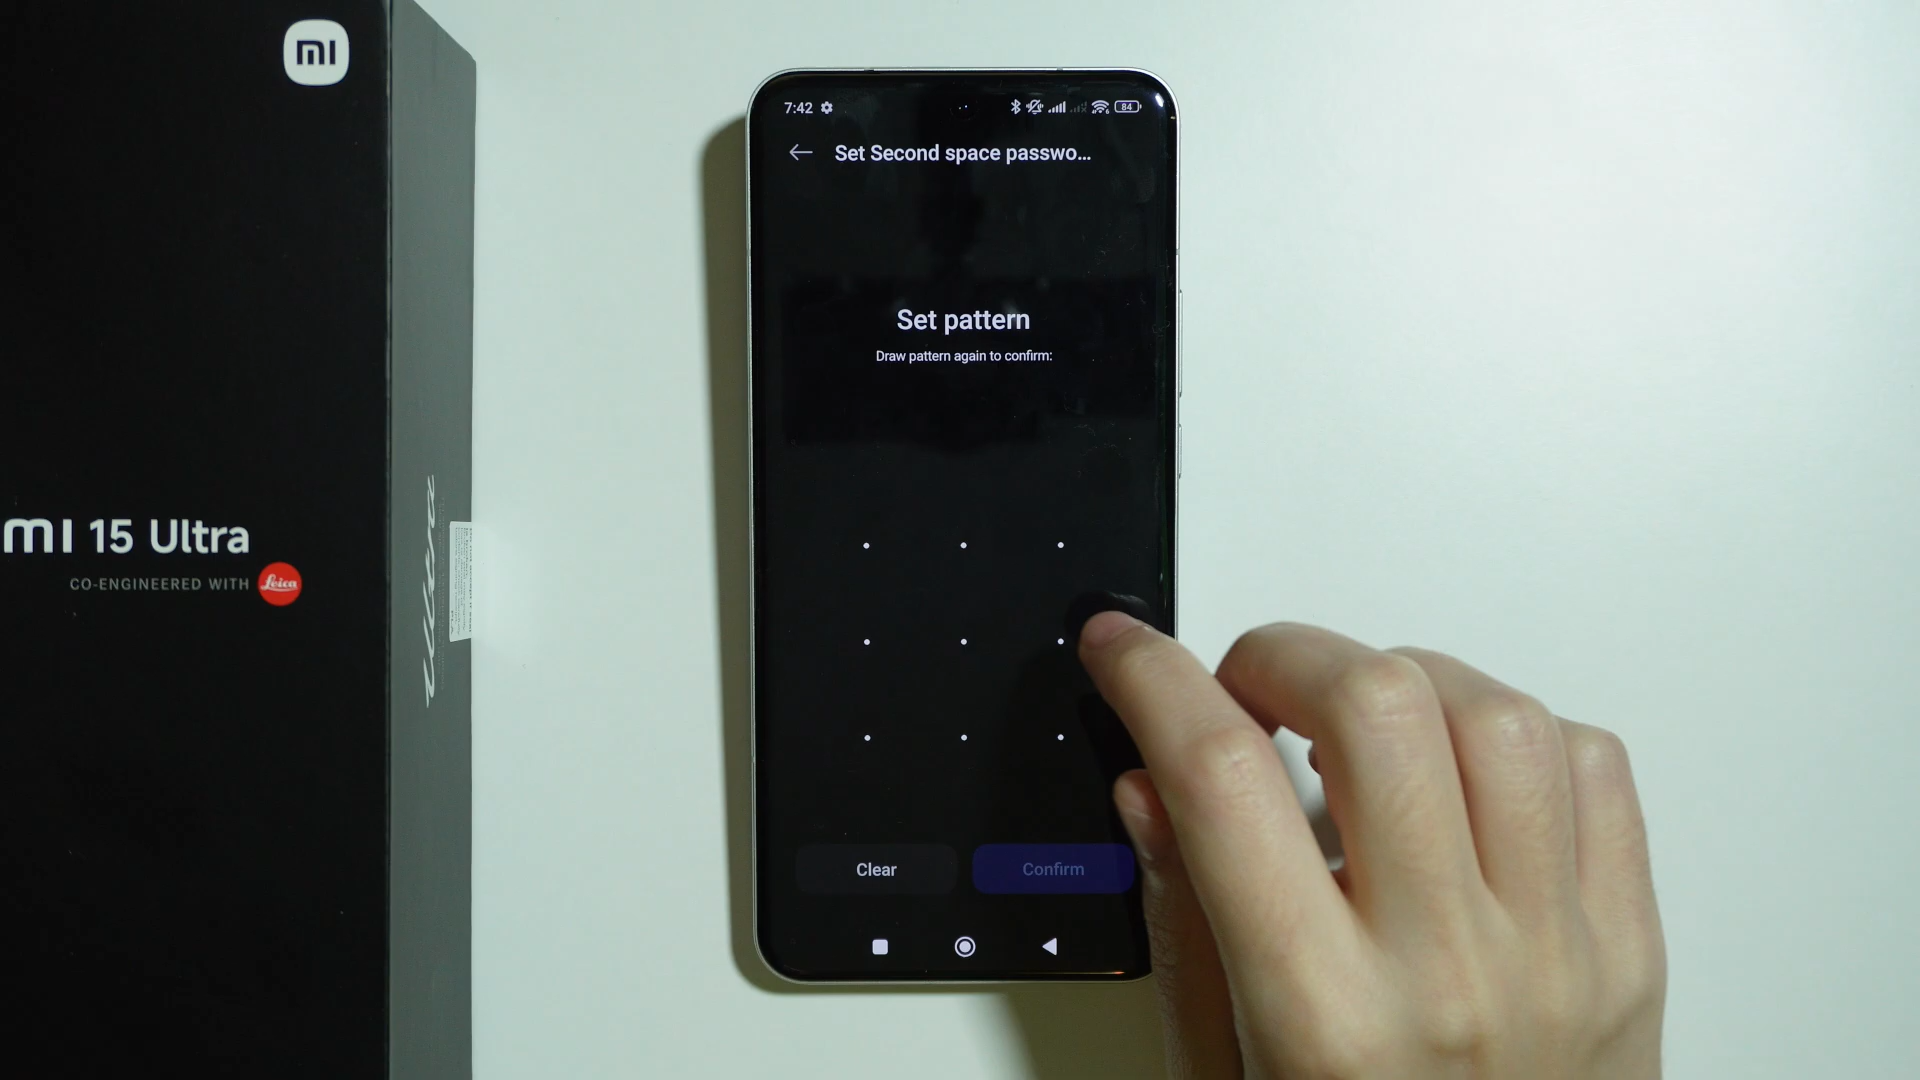 mi
mi 15 Ultra
CO-ENGINEERED WITH Leica
Ultra
7:42
84
Set Second space passwo...
Set pattern
Draw pattern again to confirm:
Clear
Confirm